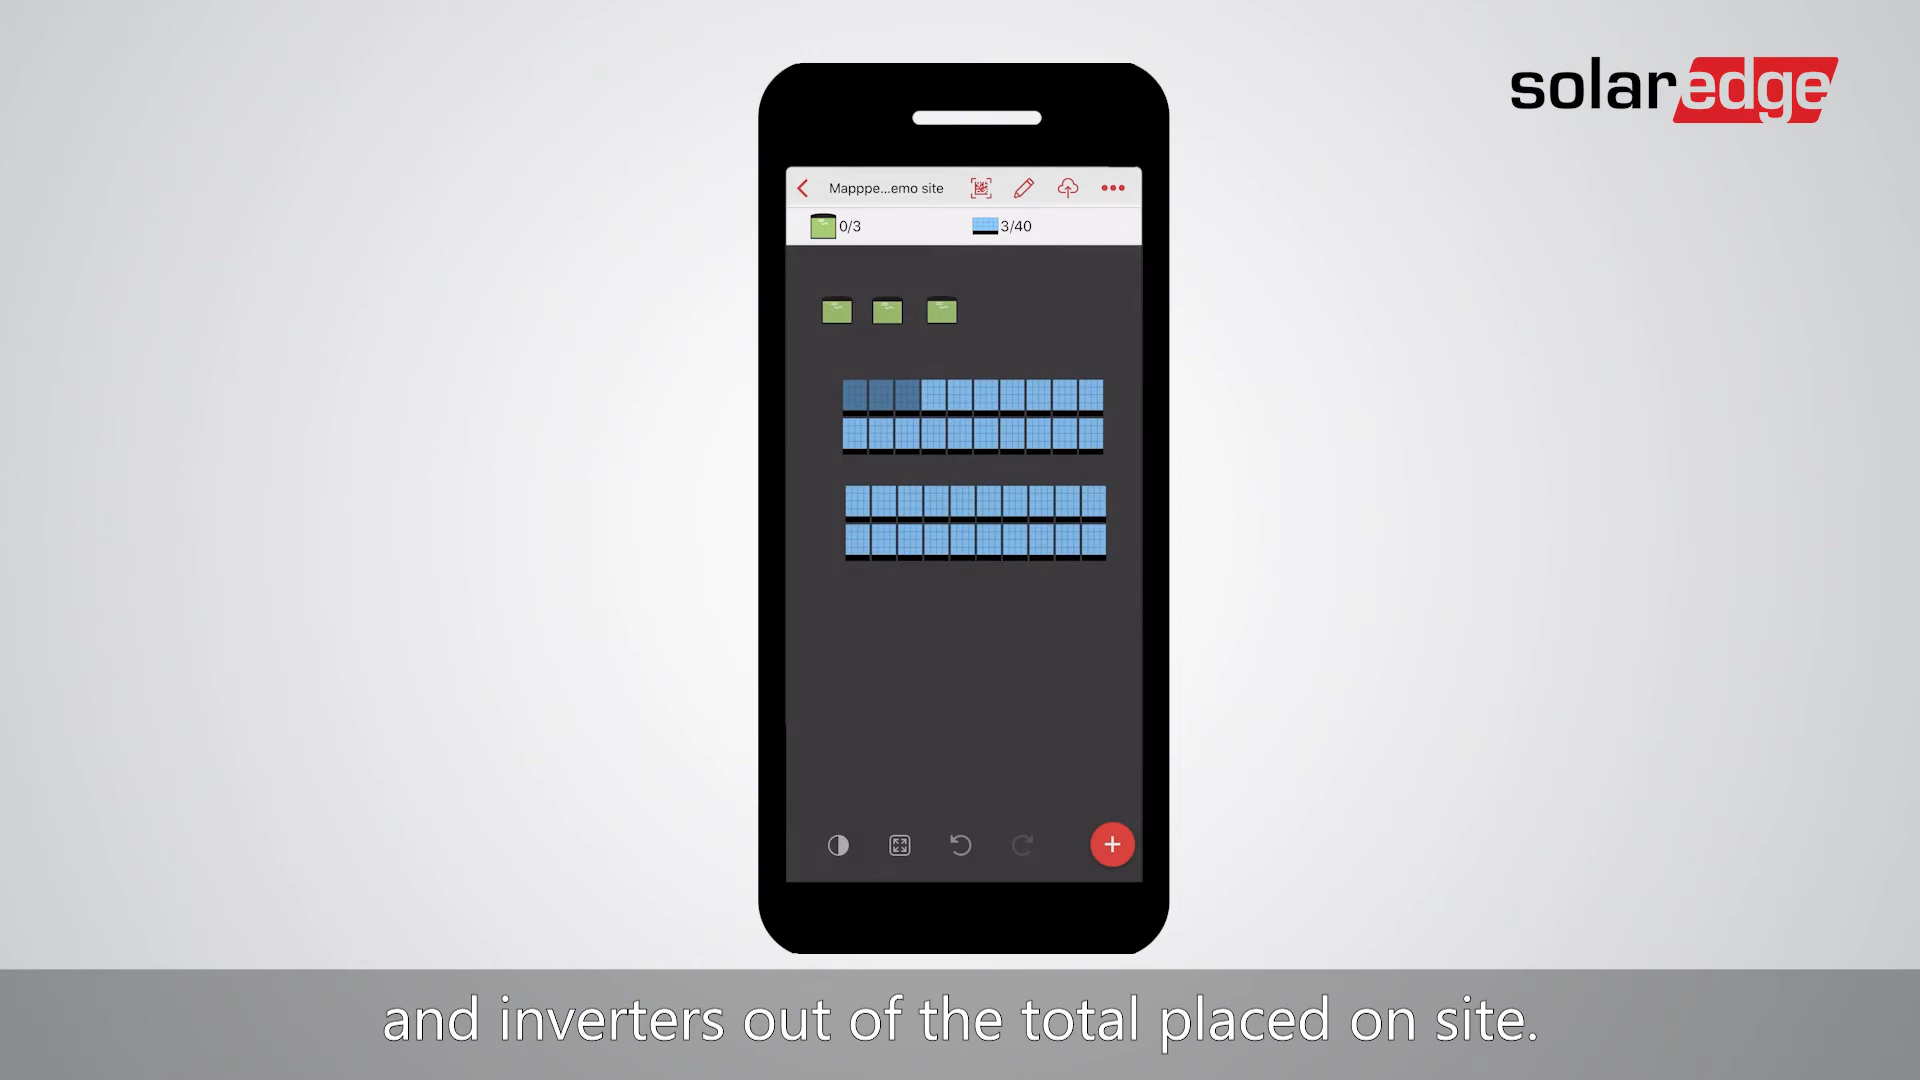 solaredge
Mapppe...emo site
0/3
3/40
and inverters out of the total placed on site.